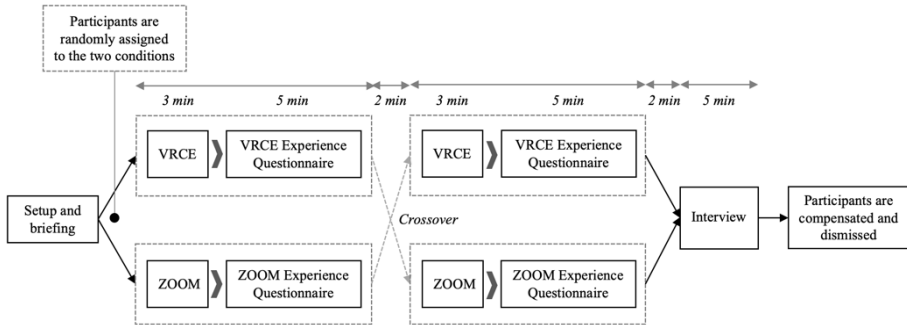 Participants are
randomly assigned
to the two conditions
3 min
5 min
2 min
3 min
5 min
2 min
5 min
VRCE
VRCE Experience
Questionnaire
VRCE
VRCE Experience
Questionnaire
Setup and
briefing
Crossover
Interview
Participants are
compensated and
dismissed
ZOOM
ZOOM Experience
Questionnaire
ZOOM
ZOOM Experience
Questionnaire